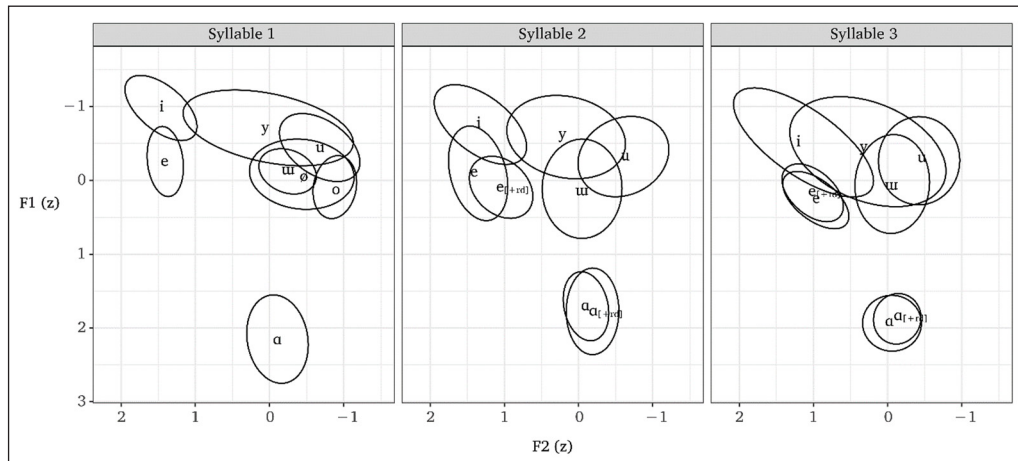 Syllable 1 Syllable 2 Syllable 3
-1
0
1
2
3
F1 (z)
i
y
u
e
ɯ
ø
o
ɑ
i
y
u
e
e[+rd]
ɯ
ɑ
ɑ[+rd]
i
y
u
e[+rd]
e
ɯ
ɑ
ɑ[+rd]
2 1 0 -1 2 1 0 -1 2 1 0 -1
F2 (z)